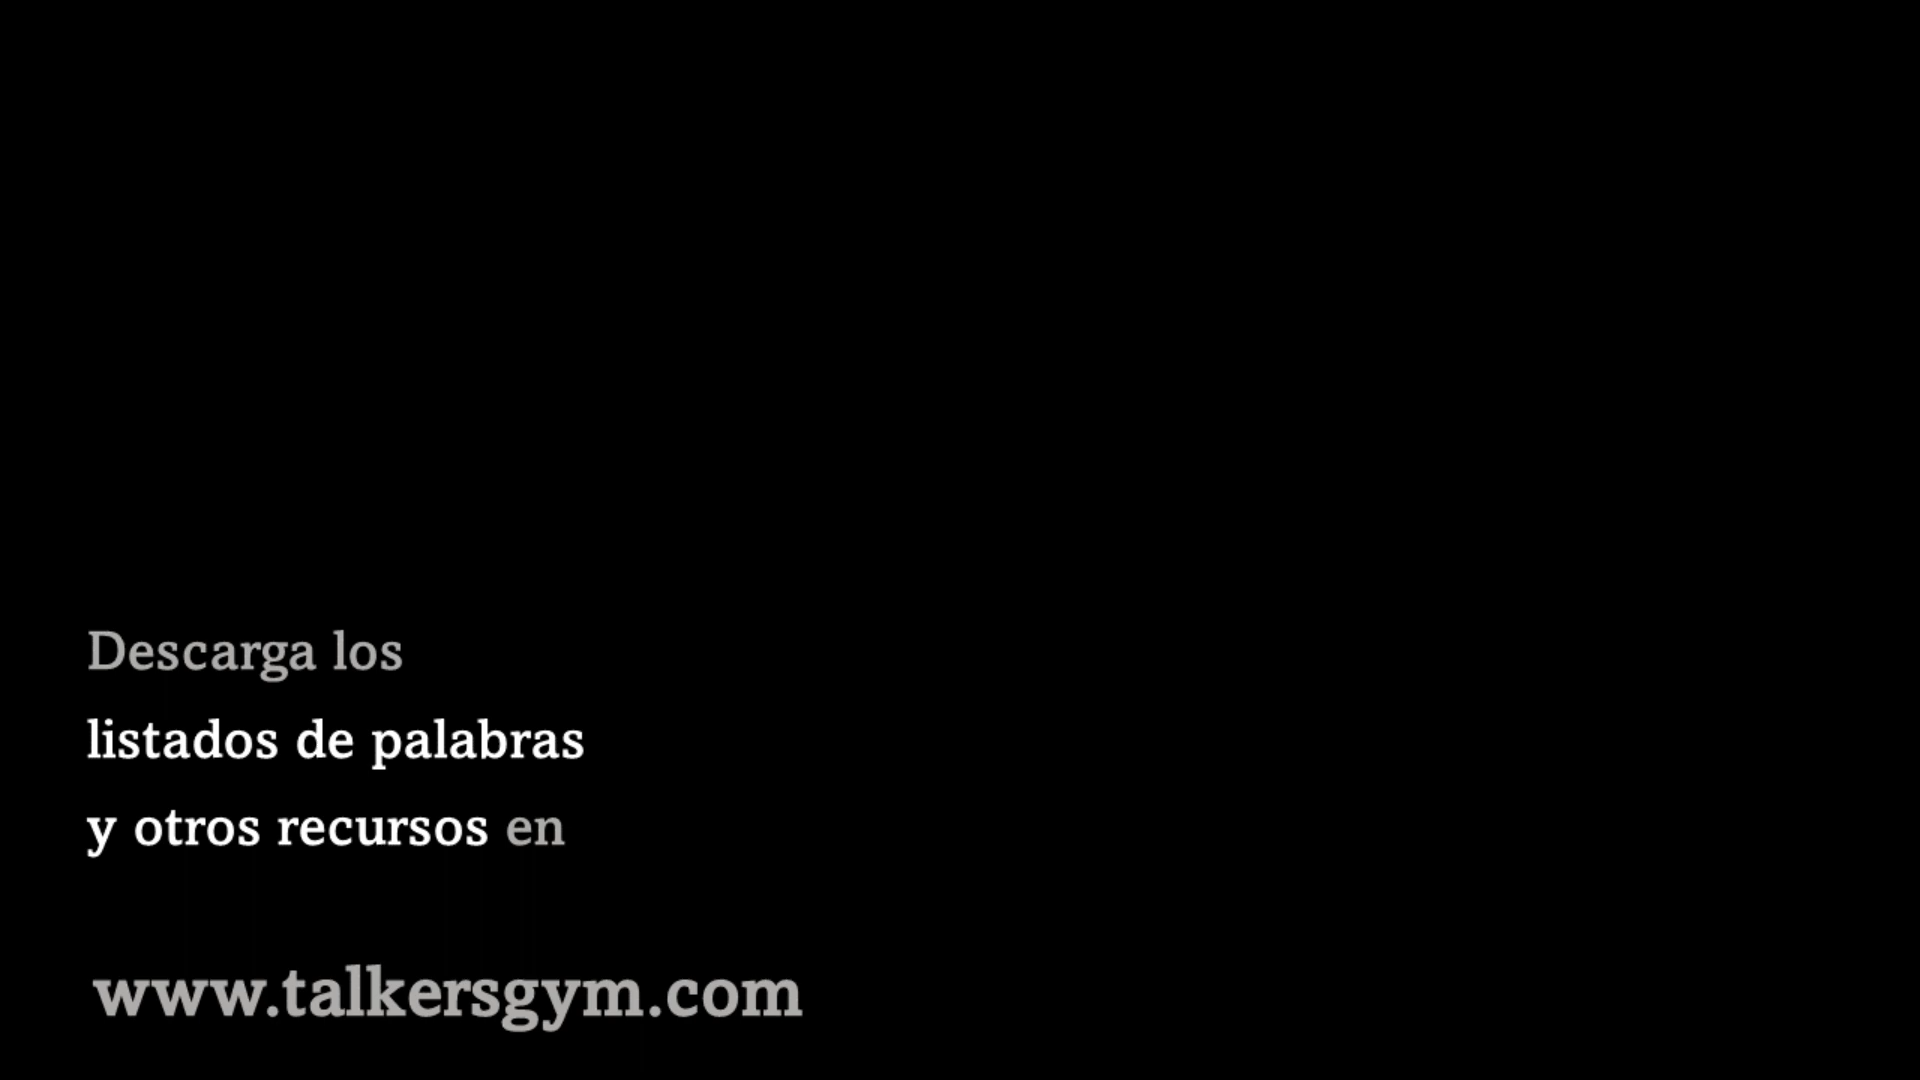 Descarga los
listados de palabras
y otros recursos en
www.talkersgym.com